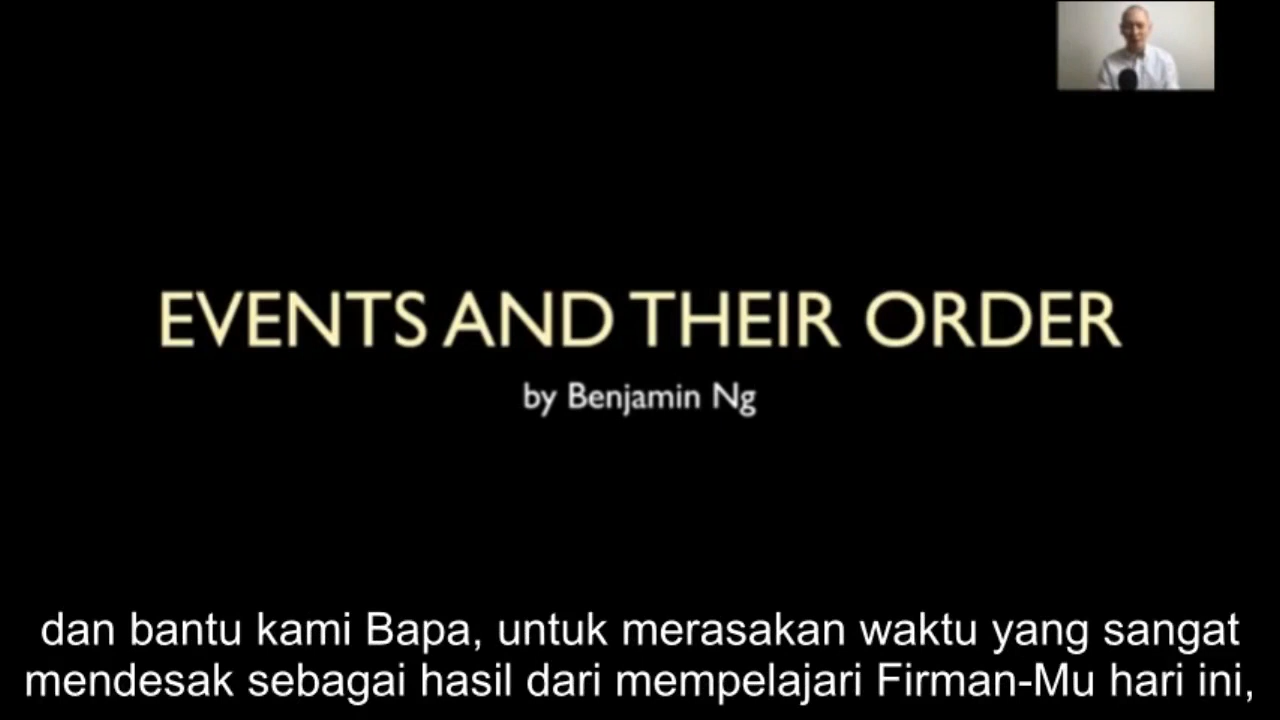 EVENTS AND THEIR ORDER
by Benjamin Ng
dan bantu kami Bapa, untuk merasakan waktu yang sangat
mendesak sebagai hasil dari mempelajari Firman-Mu hari ini,